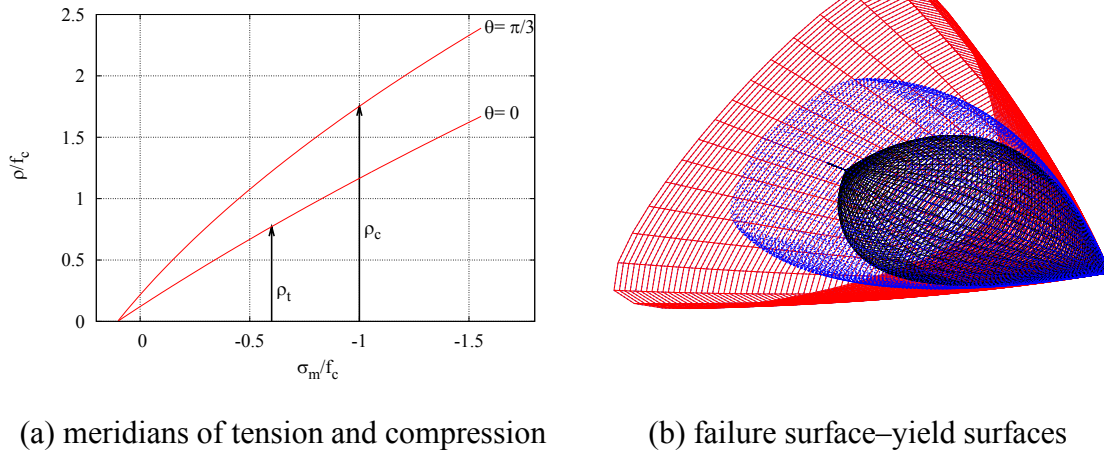 2.5
2
1.5
1
0.5
0
ρ/f_c
θ= π/3
θ= 0
ρ_c
ρ_t
0 -0.5 -1 -1.5
σ_m/f_c
(a) meridians of tension and compression
(b) failure surface–yield surfaces